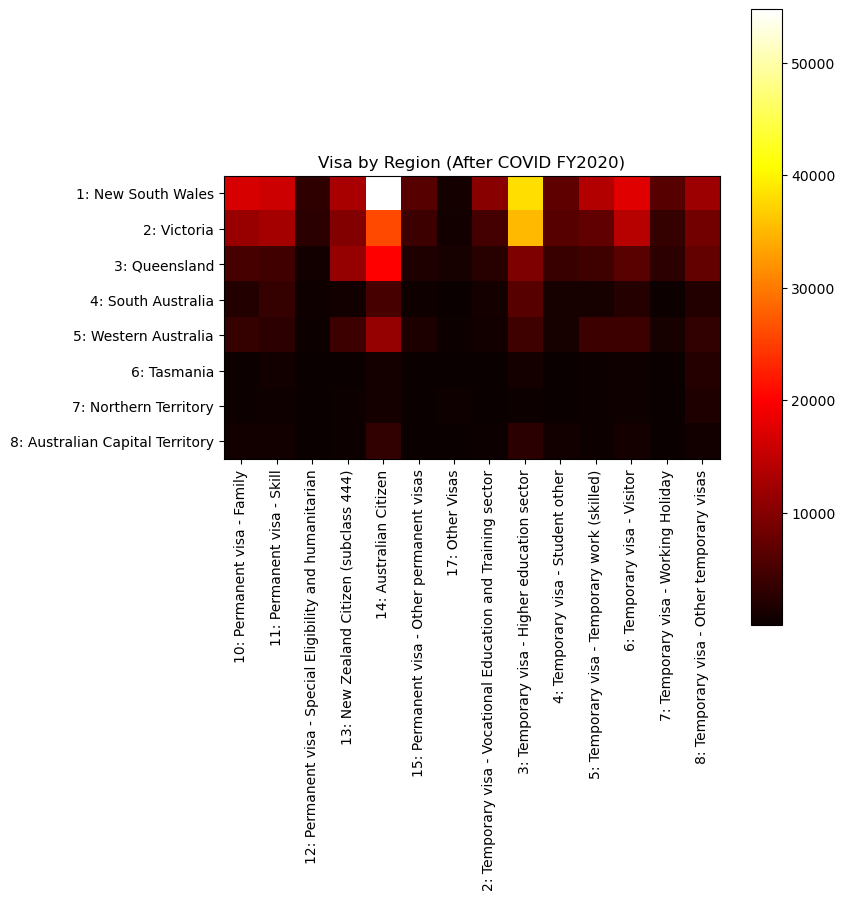 Visa by Region (After COVID FY2020)
1: New South Wales
2: Victoria
3: Queensland
4: South Australia
5: Western Australia
6: Tasmania
7: Northern Territory
8: Australian Capital Territory
10: Permanent visa - Family
11: Permanent visa - Skill
12: Permanent visa - Special Eligibility and humanitarian
13: New Zealand Citizen (subclass 444)
14: Australian Citizen
15: Permanent visa - Other permanent visas
17: Other Visas
2: Temporary visa - Vocational Education and Training sector
3: Temporary visa - Higher education sector
4: Temporary visa - Student other
5: Temporary visa - Temporary work (skilled)
6: Temporary visa - Visitor
7: Temporary visa - Working Holiday
8: Temporary visa - Other temporary visas
50000
40000
30000
20000
10000